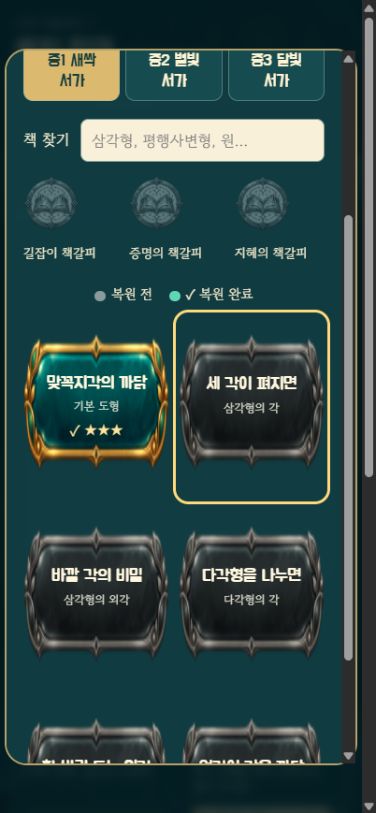 중1 새싹
서가
중2 별빛
서가
중3 달빛
서가
책 찾기
삼각형, 평행사변형, 원...
길잡이 책갈피
증명의 책갈피
지혜의 책갈피
복원 전
✓ 복원 완료
맞꼭지각의 까닭
기본 도형
✓ ★★★
세 각이 펴지면
삼각형의 각
바깥 각의 비밀
삼각형의 외각
다각형을 나누면
다각형의 각